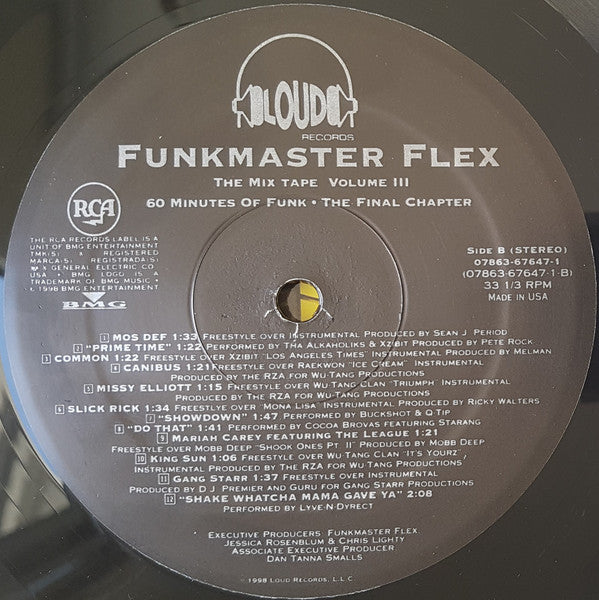 LOUD
RECORDS
FUNKMASTER FLEX
THE MIX TAPE VOLUME III
60 MINUTES OF FUNK • THE FINAL CHAPTER
RCA
THE RCA RECORDS LABEL IS A
UNIT OF BMG ENTERTAINMENT
TMK(S) ® REGISTERED
MARCA(S) REGISTRADA(S)
GENERAL ELECTRIC CO.
USA • BMG LOGO IS A
TRADEMARK OF BMG MUSIC •
© 1998 BMG ENTERTAINMENT
BMG
SIDE B (STEREO)
07863-67647-1
(07863-67647-1-B)
33 1/3 RPM
MADE IN USA
1 MOS DEF 1:33 FREESTYLE OVER INSTRUMENTAL PRODUCED BY SEAN J. PERIOD
2 "PRIME TIME" 1:22 PERFORMED BY THA ALKAHOLIKS & XZIBIT PRODUCED BY PETE ROCK
3 COMMON 1:22 FREESTYLE OVER XZIBIT "LOS ANGELES TIMES" INSTRUMENTAL PRODUCED BY MELMAN
4 CANIBUS 1:21 FREESTYLE OVER RAEKWON "ICE CREAM" INSTRUMENTAL
PRODUCED BY THE RZA FOR WU-TANG PRODUCTIONS
5 MISSY ELLIOTT 1:15 FREESTYLE OVER WU-TANG CLAN "TRIUMPH" INSTRUMENTAL
PRODUCED BY THE RZA FOR WU-TANG PRODUCTIONS
6 SLICK RICK 1:34 FREESTYLE OVER "MONA LISA" INSTRUMENTAL PRODUCED BY RICKY WALTERS
7 "SHOWDOWN" 1:47 PERFORMED BY BUCKSHOT & Q-TIP
8 "DO THAT" 1:41 PERFORMED BY COCOA BROVAS FEATURING STARANG
9 MARIAH CAREY FEATURING THE LEAGUE 1:21
FREESTYLE OVER MOBB DEEP "SHOOK ONES PT. II" PRODUCED BY MOBB DEEP
10 KING SUN 1:06 FREESTYLE OVER WU-TANG CLAN "IT'S YOURZ",
INSTRUMENTAL PRODUCED BY THE RZA FOR WU-TANG PRODUCTIONS
11 GANG STARR 1:37 FREESTYLE OVER INSTRUMENTAL
PRODUCED BY D.J. PREMIER AND GURU FOR GANG STARR PRODUCTIONS
12 "SHAKE WHATCHA MAMA GAVE YA" 2:08
PERFORMED BY LYVE-N-DYRECT
EXECUTIVE PRODUCERS: FUNKMASTER FLEX
JESSICA ROSENBLUM & CHRIS LIGHTY
ASSOCIATE EXECUTIVE PRODUCER
DAN TANNA SMALLS
©1998 LOUD RECORDS, L.L.C.